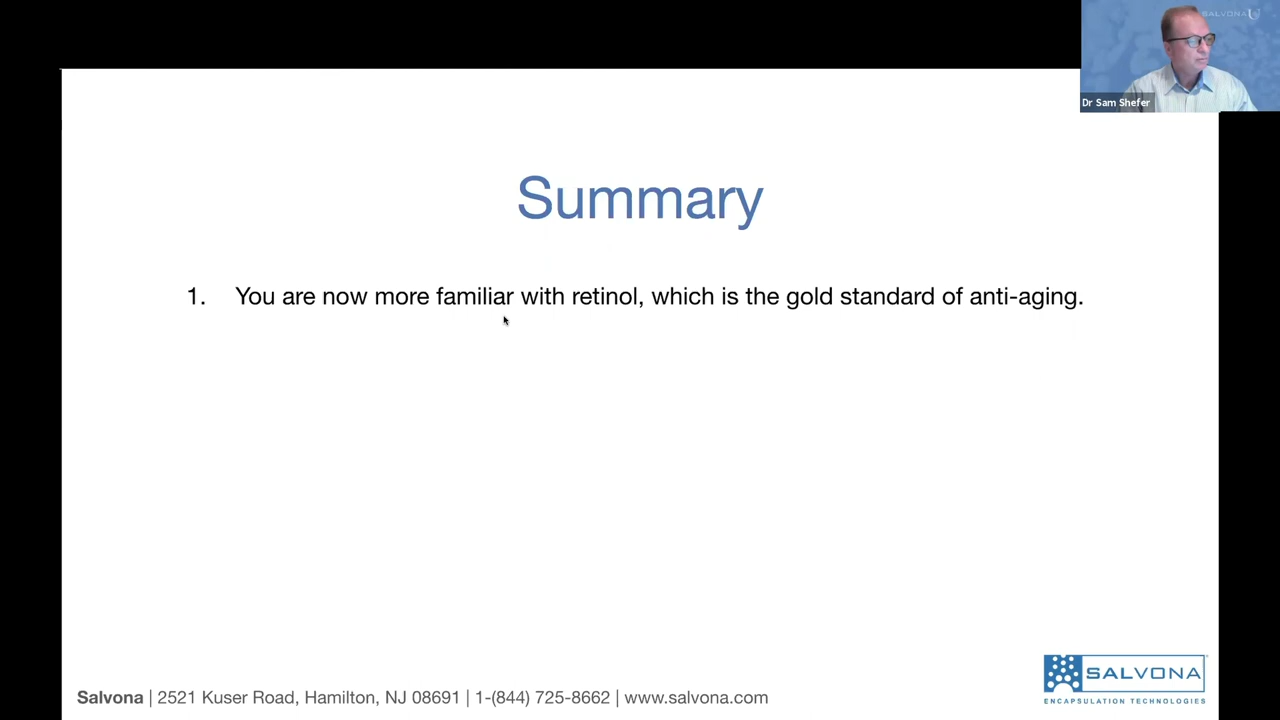 SALVONA U
Dr Sam Shefer
Summary
1. You are now more familiar with retinol, which is the gold standard of anti-aging.
SALVONA
ENCAPSULATION TECHNOLOGIES
Salvona | 2521 Kuser Road, Hamilton, NJ 08691 | 1-(844) 725-8662 | www.salvona.com